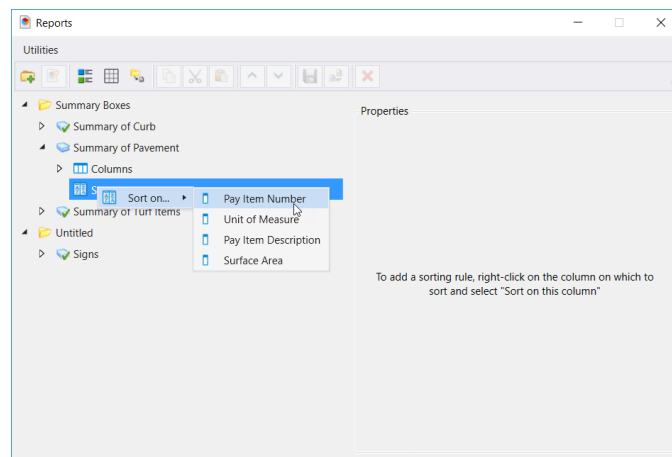 Reports
Utilities
Summary Boxes
Summary of Curb
Summary of Pavement
Columns
S
Sort on...
Pay Item Number
Unit of Measure
Pay Item Description
Surface Area
Summary of Turf Items
Untitled
Signs
Properties
To add a sorting rule, right-click on the column on which to
sort and select "Sort on this column"